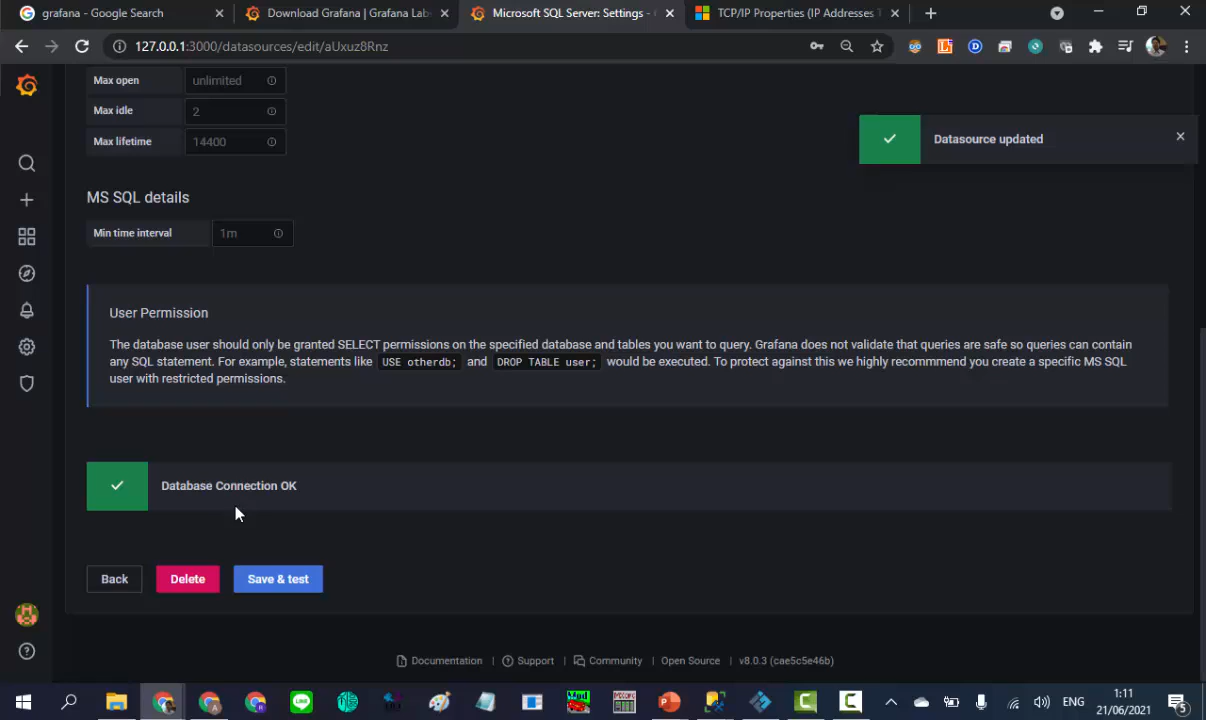 grafana - Google Search
Download Grafana | Grafana Labs
Microsoft SQL Server: Settings -
TCP/IP Properties (IP Addresses T
127.0.0.1:3000/datasources/edit/aUxuz8Rnz
Max open
unlimited
Max idle
2
Max lifetime
14400
Datasource updated
MS SQL details
Min time interval
1m
User Permission
The database user should only be granted SELECT permissions on the specified database and tables you want to query. Grafana does not validate that queries are safe so queries can contain
any SQL statement. For example, statements like USE otherdb; and DROP TABLE user; would be executed. To protect against this we highly recommmend you create a specific MS SQL
user with restricted permissions.
Database Connection OK
Back
Delete
Save & test
Documentation | Support | Community | Open Source | v8.0.3 (cae5c5e46b)
ENG
1:11
21/06/2021
5